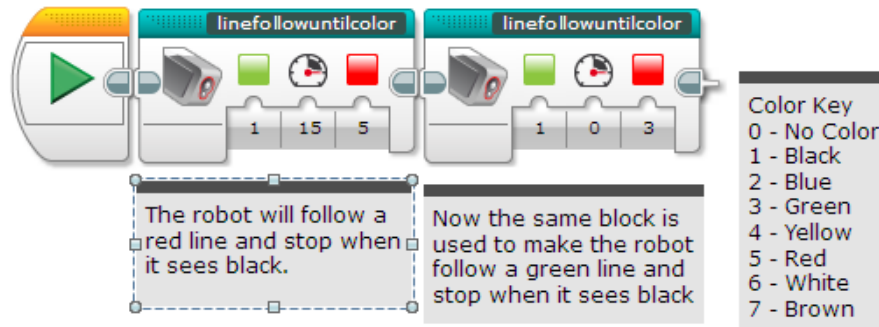 linefollowuntilcolor
1 15 5
linefollowuntilcolor
1 0 3
The robot will follow a
red line and stop when
it sees black.
Now the same block is
used to make the robot
follow a green line and
stop when it sees black
Color Key
0 - No Color
1 - Black
2 - Blue
3 - Green
4 - Yellow
5 - Red
6 - White
7 - Brown